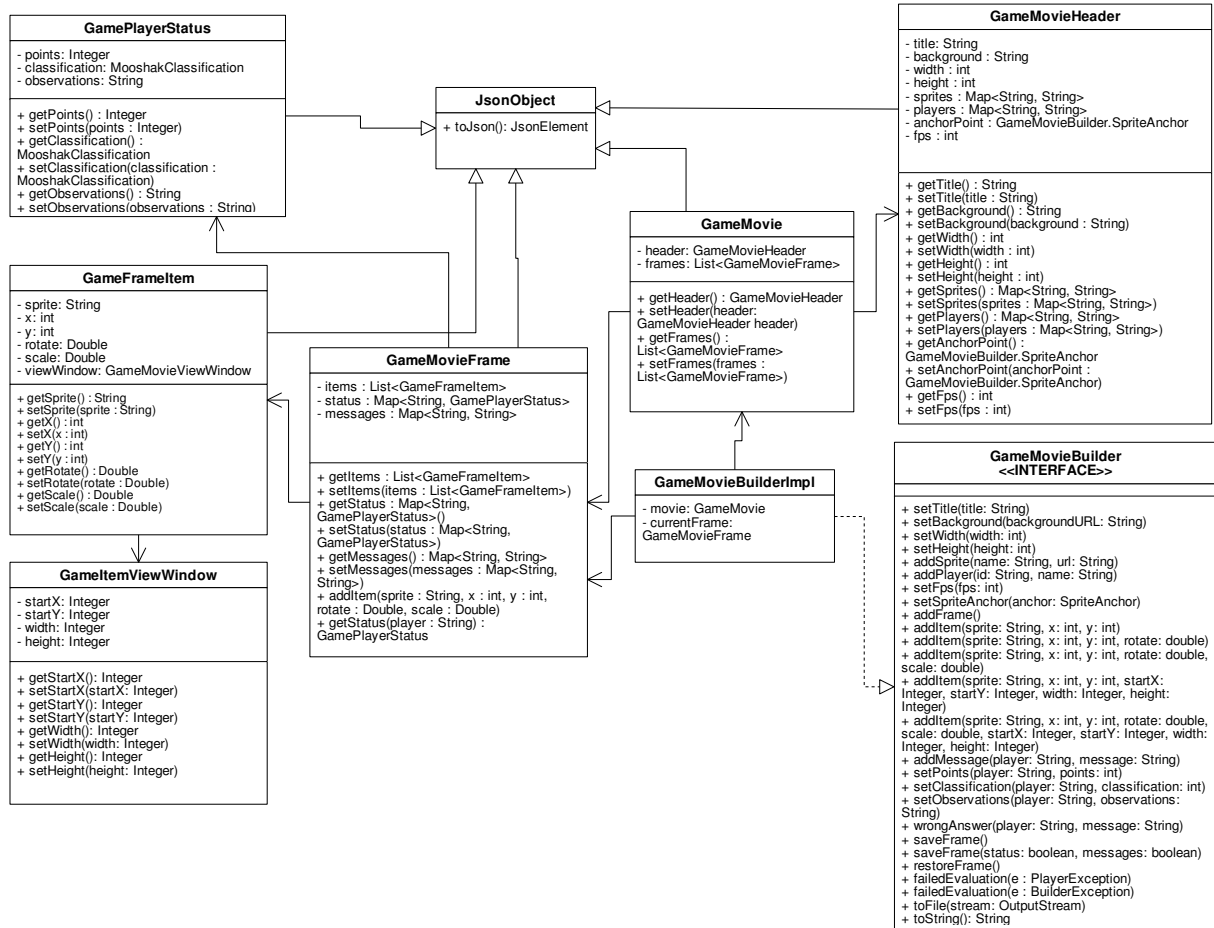 GamePlayerStatus
- points: Integer
- classification: MooshakClassification
- observations: String
+ getPoints() : Integer
+ setPoints(points : Integer)
+ getClassification() :
MooshakClassification
+ setClassification(classification :
MooshakClassification)
+ getObservations() : String
+ setObservations(observations : String)
JsonObject
+ toJson(): JsonElement
GameMovieHeader
- title: String
- background : String
- width : int
- height : int
- sprites : Map<String, String>
- players : Map<String, String>
- anchorPoint : GameMovieBuilder.SpriteAnchor
- fps : int
+ getTitle() : String
+ setTitle(title : String)
+ getBackground() : String
+ setBackground(background : String)
+ getWidth() : int
+ setWidth(width : int)
+ getHeight() : int
+ setHeight(height : int)
+ getSprites() : Map<String, String>
+ setSprites(sprites : Map<String, String>)
+ getPlayers() : Map<String, String>
+ setPlayers(players : Map<String, String>)
+ getAnchorPoint() :
GameMovieBuilder.SpriteAnchor
+ setAnchorPoint(anchorPoint :
GameMovieBuilder.SpriteAnchor)
+ getFps() : int
+ setFps(fps : int)
GameMovie
- header: GameMovieHeader
- frames: List<GameMovieFrame>
+ getHeader() : GameMovieHeader
+ setHeader(header:
GameMovieHeader header)
+ getFrames() :
List<GameMovieFrame>
+ setFrames(frames :
List<GameMovieFrame>)
GameFrameItem
- sprite: String
- x: int
- y: int
- rotate: Double
- scale: Double
- viewWindow: GameMovieViewWindow
+ getSprite() : String
+ setSprite(sprite : String)
+ getX() : int
+ setX(x : int)
+ getY() : int
+ setY(y : int)
+ getRotate() : Double
+ setRotate(rotate : Double)
+ getScale() : Double
+ setScale(scale : Double)
GameMovieFrame
- items : List<GameFrameItem>
- status : Map<String, GamePlayerStatus>
- messages : Map<String, String>
+ getItems : List<GameFrameItem>
+ setItems(items : List<GameFrameItem>)
+ getStatus : Map<String,
GamePlayerStatus>()
+ setStatus(status : Map<String,
GamePlayerStatus>)
+ getMessages() : Map<String, String>
+ setMessages(messages : Map<String,
String>)
+ addItem(sprite : String, x : int, y : int,
rotate : Double, scale : Double)
+ getStatus(player : String) :
GamePlayerStatus
GameMovieBuilderImpl
- movie: GameMovie
- currentFrame:
GameMovieFrame
GameItemViewWindow
- startX: Integer
- startY: Integer
- width: Integer
- height: Integer
+ getStartX(): Integer
+ setStartX(startX: Integer)
+ getStartY(): Integer
+ setStartY(startY: Integer)
+ getWidth(): Integer
+ setWidth(width: Integer)
+ getHeight(): Integer
+ setHeight(height: Integer)
GameMovieBuilder
<<INTERFACE>>
+ setTitle(title: String)
+ setBackground(backgroundURL: String)
+ setWidth(width: int)
+ setHeight(height: int)
+ addSprite(name: String, url: String)
+ addPlayer(id: String, name: String)
+ setFps(fps: int)
+ setSpriteAnchor(anchor: SpriteAnchor)
+ addFrame()
+ addItem(sprite: String, x: int, y: int)
+ addItem(sprite: String, x: int, y: int, rotate: double)
+ addItem(sprite: String, x: int, y: int, rotate: double,
scale: double)
+ addItem(sprite: String, x: int, y: int, startX:
Integer, startY: Integer, width: Integer, height:
Integer)
+ addItem(sprite: String, x: int, y: int, rotate: double,
scale: double, startX: Integer, startY: Integer, width:
Integer, height: Integer)
+ addMessage(player: String, message: String)
+ setPoints(player: String, points: int)
+ setClassification(player: String, classification: int)
+ setObservations(player: String, observations:
String)
+ wrongAnswer(player: String, message: String)
+ saveFrame()
+ saveFrame(status: boolean, messages: boolean)
+ restoreFrame()
+ failedEvaluation(e : PlayerException)
+ failedEvaluation(e : BuilderException)
+ toFile(stream: OutputStream)
+ toString(): String